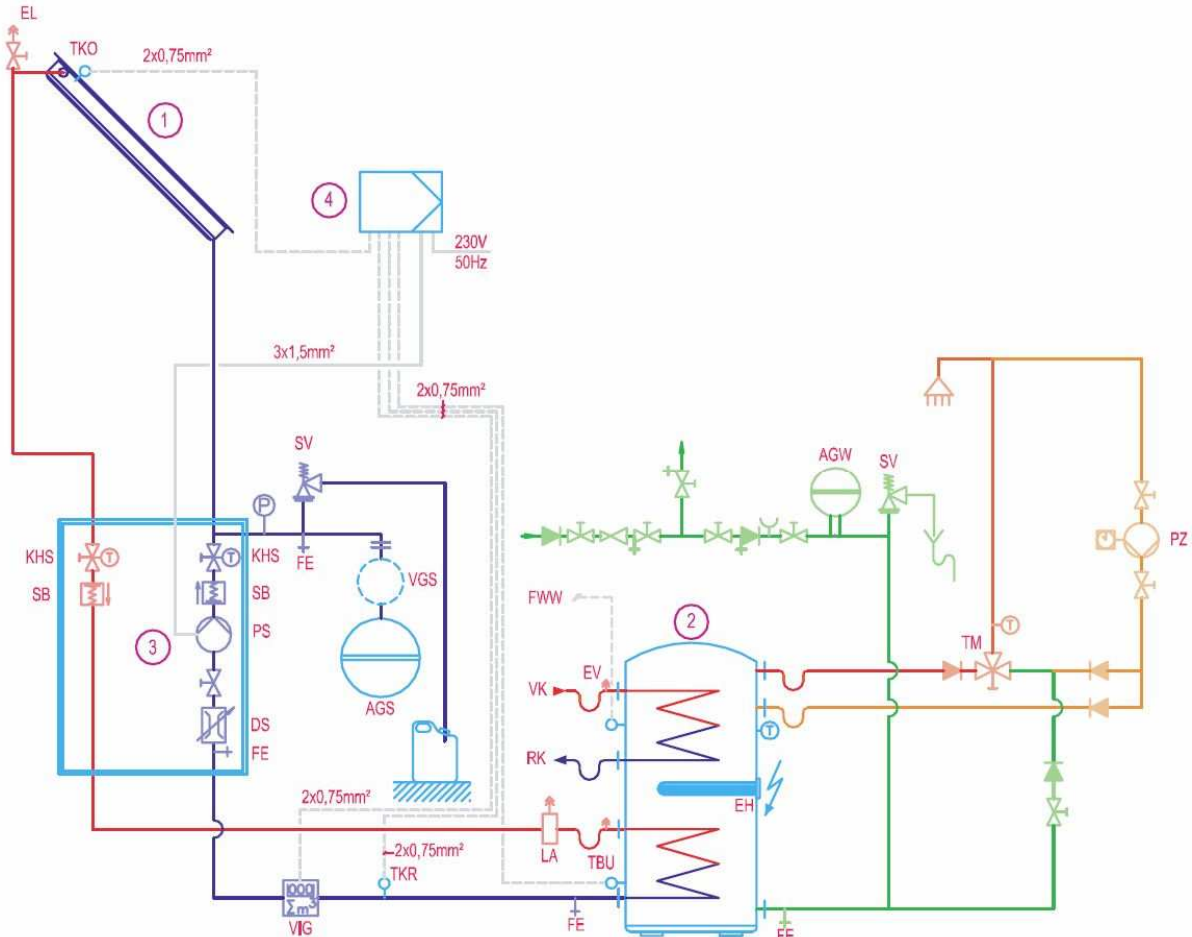 EL
TKO
2x0,75mm²
1
4
230V
50Hz
3x1,5mm²
2x0,75mm²
SV
AGW
SV
P
KHS
T
T
KHS
FE
VGS
PZ
SB
SB
FWW
2
3
PS
T
TM
EV
VK
AGS
DS
T
FE
RK
EH
2x0,75mm²
LA
TBU
2x0,75mm²
TKR
Σm³
VIG
FE
FE